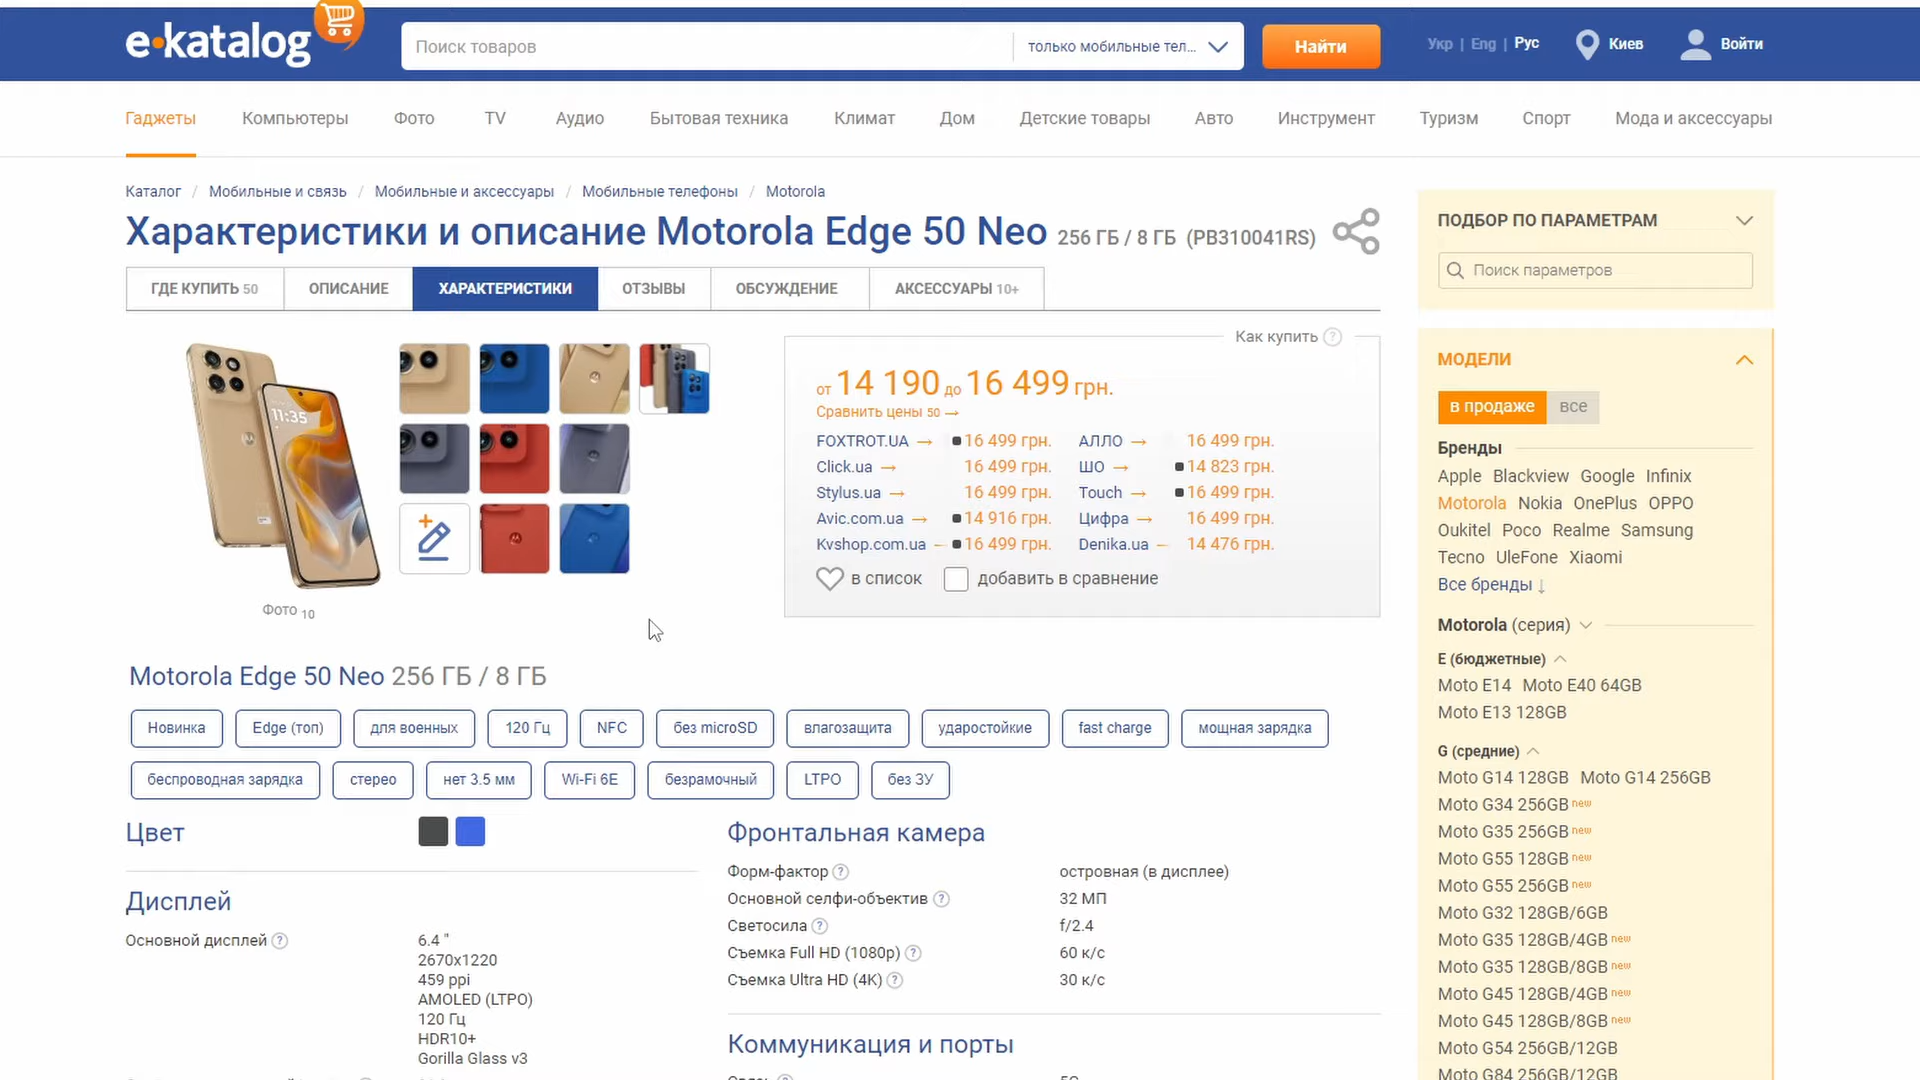 e·katalog
Поиск товаров
только мобильные тел...
Найти
Укр | Eng | Рус
Киев
Войти
Гаджеты Компьютеры Фото TV Аудио Бытовая техника Климат Дом Детские товары Авто Инструмент Туризм Спорт Мода и аксессуары
Каталог / Мобильные и связь / Мобильные и аксессуары / Мобильные телефоны / Motorola
Характеристики и описание Motorola Edge 50 Neo 256 ГБ / 8 ГБ (PB310041RS)
ГДЕ КУПИТЬ 50 ОПИСАНИЕ ХАРАКТЕРИСТИКИ ОТЗЫВЫ ОБСУЖДЕНИЕ АКСЕССУАРЫ 10+
11:35
Фото 10
Как купить ?
от 14 190 до 16 499 грн.
Сравнить цены 50 →
FOXTROT.UA → 16 499 грн. АЛЛО → 16 499 грн.
Click.ua → 16 499 грн. ШО → 14 823 грн.
Stylus.ua → 16 499 грн. Touch → 16 499 грн.
Avic.com.ua → 14 916 грн. Цифра → 16 499 грн.
Kvshop.com.ua 16 499 грн. Denika.ua 14 476 грн.
в список добавить в сравнение
Motorola Edge 50 Neo 256 ГБ / 8 ГБ
Новинка Edge (топ) для военных 120 Гц NFC без microSD влагозащита ударостойкие fast charge мощная зарядка
беспроводная зарядка стерео нет 3.5 мм Wi-Fi 6E безрамочный LTPO без ЗУ
Цвет
Дисплей
Основной дисплей ?
6.4 "
2670x1220
459 ppi
AMOLED (LTPO)
120 Гц
HDR10+
Gorilla Glass v3
Фронтальная камера
Форм-фактор ? островная (в дисплее)
Основной селфи-объектив ? 32 МП
Светосила ? f/2.4
Съемка Full HD (1080p) ? 60 к/с
Съемка Ultra HD (4K) ? 30 к/с
Коммуникация и порты
ПОДБОР ПО ПАРАМЕТРАМ
Поиск параметров
МОДЕЛИ
в продаже все
Бренды
Apple Blackview Google Infinix
Motorola Nokia OnePlus OPPO
Oukitel Poco Realme Samsung
Tecno UleFone Xiaomi
Все бренды ↓
Motorola (серия)
E (бюджетные)
Moto E14 Moto E40 64GB
Moto E13 128GB
G (средние)
Moto G14 128GB Moto G14 256GB
Moto G34 256GB new
Moto G35 256GB new
Moto G55 128GB new
Moto G55 256GB new
Moto G32 128GB/6GB
Moto G35 128GB/4GB new
Moto G35 128GB/8GB new
Moto G45 128GB/4GB new
Moto G45 128GB/8GB new
Moto G54 256GB/12GB
Moto G84 256GB/12GB